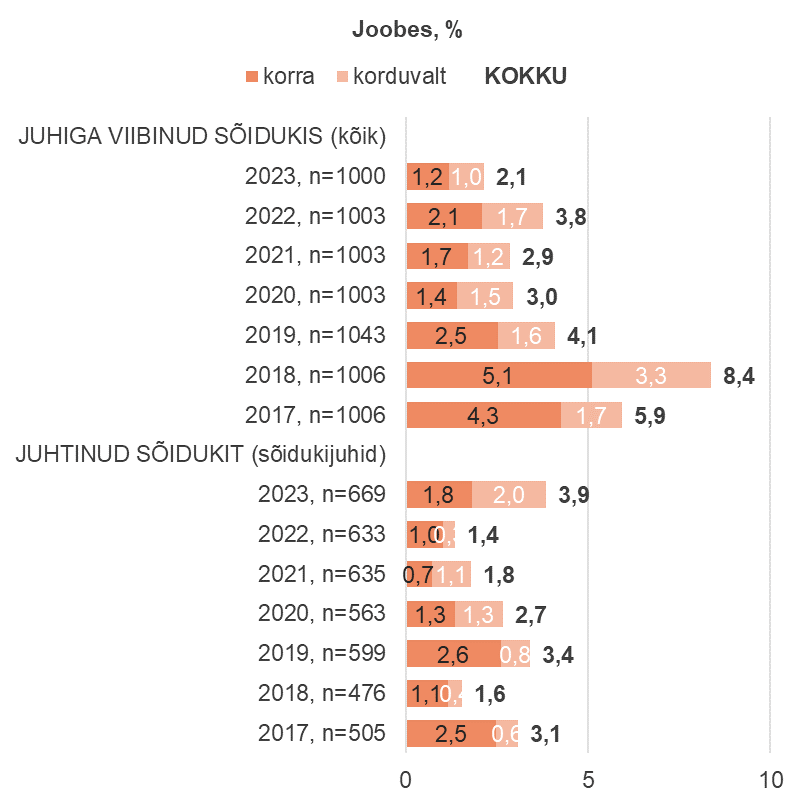 Joobes, %
korra korduvalt KOKKU
JUHIGA VIIBINUD SÕIDUKIS (kõik)
2023, n=1000 1,2 1,0 2,1
2022, n=1003 2,1 1,7 3,8
2021, n=1003 1,7 1,2 2,9
2020, n=1003 1,4 1,5 3,0
2019, n=1043 2,5 1,6 4,1
2018, n=1006 5,1 3,3 8,4
2017, n=1006 4,3 1,7 5,9
JUHTINUD SÕIDUKIT (sõidukijuhid)
2023, n=669 1,8 2,0 3,9
2022, n=633 1,0 1,4
2021, n=635 0,7 1,1 1,8
2020, n=563 1,3 1,3 2,7
2019, n=599 2,6 0,8 3,4
2018, n=476 1,1 0,4 1,6
2017, n=505 2,5 0,6 3,1
0 5 10